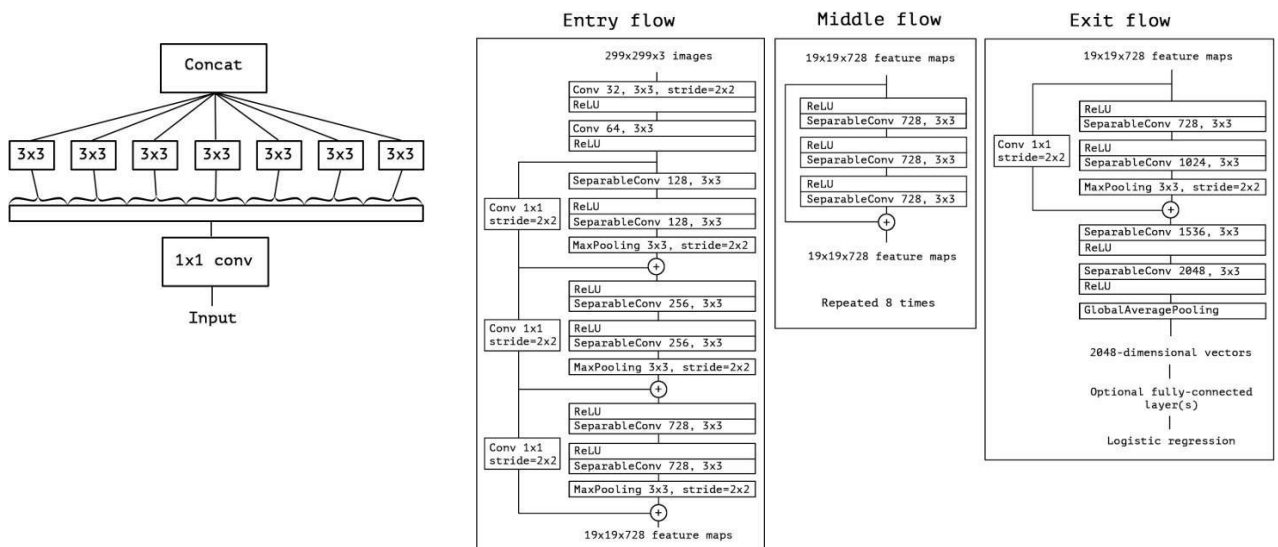 Concat
3x3 3x3 3x3 3x3 3x3 3x3 3x3
1x1 conv
Input
Entry flow
299x299x3 images
Conv 32, 3x3, stride=2x2
ReLU
Conv 64, 3x3
ReLU
SeparableConv 128, 3x3
Conv 1x1
stride=2x2
ReLU
SeparableConv 128, 3x3
MaxPooling 3x3, stride=2x2
+
ReLU
SeparableConv 256, 3x3
Conv 1x1
stride=2x2
ReLU
SeparableConv 256, 3x3
MaxPooling 3x3, stride=2x2
+
ReLU
SeparableConv 728, 3x3
Conv 1x1
stride=2x2
ReLU
SeparableConv 728, 3x3
MaxPooling 3x3, stride=2x2
+
19x19x728 feature maps
Middle flow
19x19x728 feature maps
ReLU
SeparableConv 728, 3x3
ReLU
SeparableConv 728, 3x3
ReLU
SeparableConv 728, 3x3
+
19x19x728 feature maps
Repeated 8 times
Exit flow
19x19x728 feature maps
ReLU
SeparableConv 728, 3x3
Conv 1x1
stride=2x2
ReLU
SeparableConv 1024, 3x3
MaxPooling 3x3, stride=2x2
+
SeparableConv 1536, 3x3
ReLU
SeparableConv 2048, 3x3
ReLU
GlobalAveragePooling
2048-dimensional vectors
Optional fully-connected
layer(s)
Logistic regression